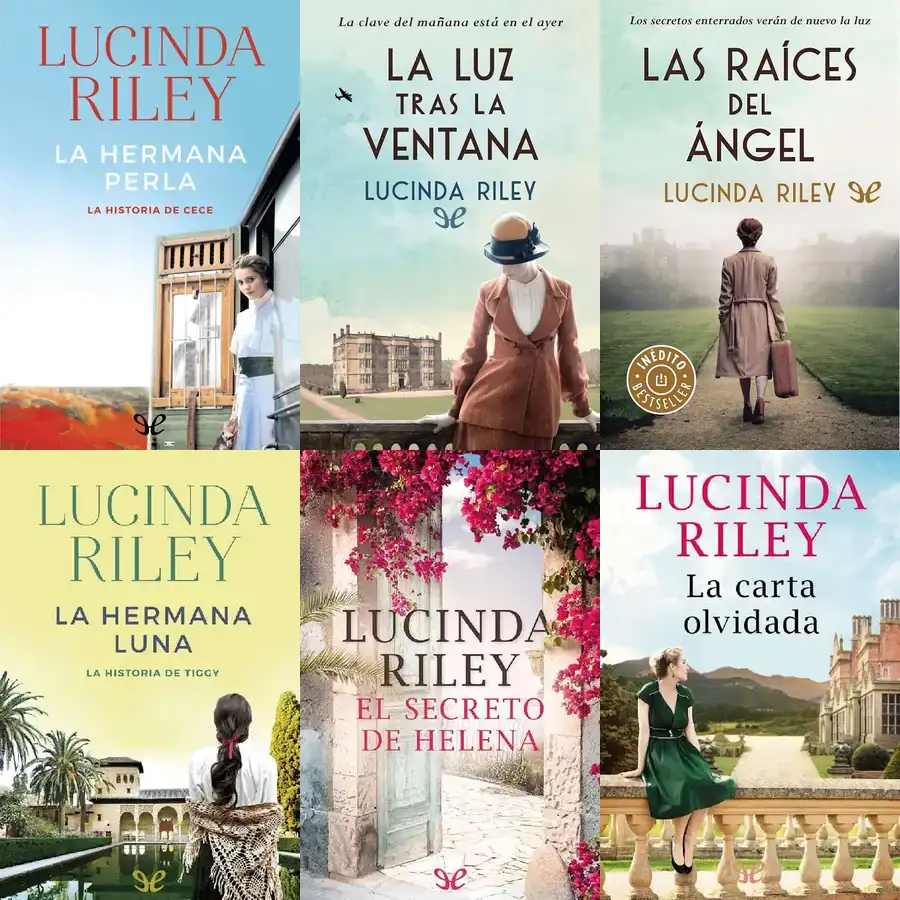 LUCINDA
RILEY
LA HERMANA
PERLA
LA HISTORIA DE CECE
La clave del mañana está en el ayer
LA LUZ
TRAS LA
VENTANA
LUCINDA RILEY
Los secretos enterrados verán de nuevo la luz
LAS RAÍCES
DEL
ÁNGEL
LUCINDA RILEY
INÉDITO
BESTSELLER
LUCINDA
RILEY
LA HERMANA
LUNA
LA HISTORIA DE TIGGY
LUCINDA
RILEY
EL SECRETO
DE HELENA
LUCINDA
RILEY
La carta
olvidada